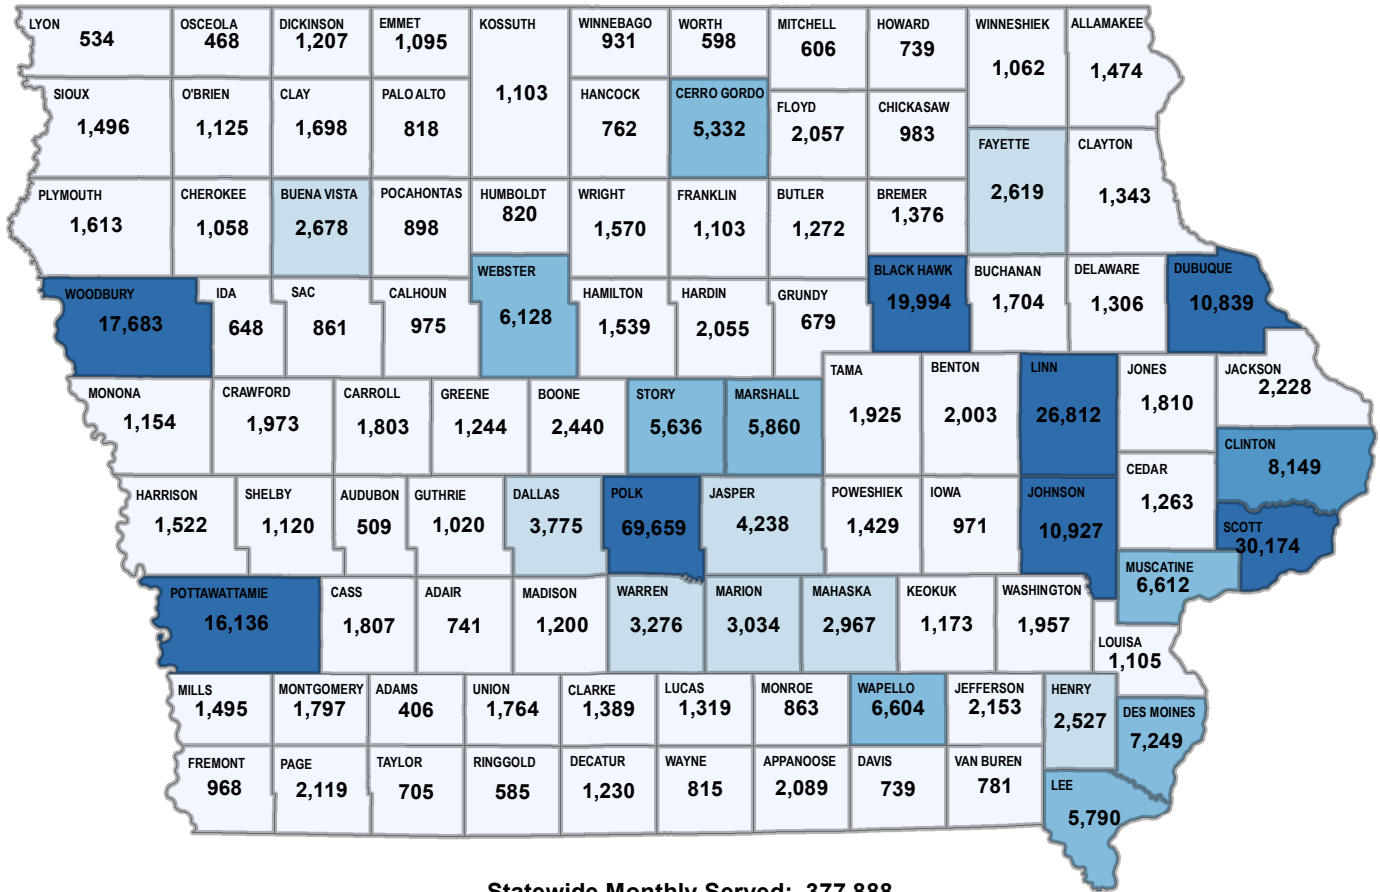 LYON
534
OSCEOLA
468
DICKINSON
1,207
EMMET
1,095
KOSSUTH
1,103
WINNEBAGO
931
WORTH
598
MITCHELL
606
HOWARD
739
WINNESHIEK
1,062
ALLAMAKEE
1,474
SIOUX
1,496
O'BRIEN
1,125
CLAY
1,698
PALO ALTO
818
HANCOCK
762
CERRO GORDO
5,332
FLOYD
2,057
CHICKASAW
983
FAYETTE
2,619
CLAYTON
1,343
PLYMOUTH
1,613
CHEROKEE
1,058
BUENA VISTA
2,678
POCAHONTAS
898
HUMBOLDT
820
WRIGHT
1,570
FRANKLIN
1,103
BUTLER
1,272
BREMER
1,376
WOODBURY
17,683
IDA
648
SAC
861
CALHOUN
975
WEBSTER
6,128
HAMILTON
1,539
HARDIN
2,055
GRUNDY
679
BLACK HAWK
19,994
BUCHANAN
1,704
DELAWARE
1,306
DUBUQUE
10,839
MONONA
1,154
CRAWFORD
1,973
CARROLL
1,803
GREENE
1,244
BOONE
2,440
STORY
5,636
MARSHALL
5,860
TAMA
1,925
BENTON
2,003
LINN
26,812
JONES
1,810
JACKSON
2,228
CLINTON
8,149
HARRISON
1,522
SHELBY
1,120
AUDUBON
509
GUTHRIE
1,020
DALLAS
3,775
POLK
69,659
JASPER
4,238
POWESHIEK
1,429
IOWA
971
JOHNSON
10,927
CEDAR
1,263
SCOTT
30,174
MUSCATINE
6,612
POTTAWATTAMIE
16,136
CASS
1,807
ADAIR
741
MADISON
1,200
WARREN
3,276
MARION
3,034
MAHASKA
2,967
KEOKUK
1,173
WASHINGTON
1,957
LOUISA
1,105
MILLS
1,495
MONTGOMERY
1,797
ADAMS
406
UNION
1,764
CLARKE
1,389
LUCAS
1,319
MONROE
863
WAPELLO
6,604
JEFFERSON
2,153
HENRY
2,527
DES MOINES
7,249
FREMONT
968
PAGE
2,119
TAYLOR
705
RINGGOLD
585
DECATUR
1,230
WAYNE
815
APPANOOSE
2,089
DAVIS
739
VAN BUREN
781
LEE
5,790
Statewide Monthly Served: 377,888